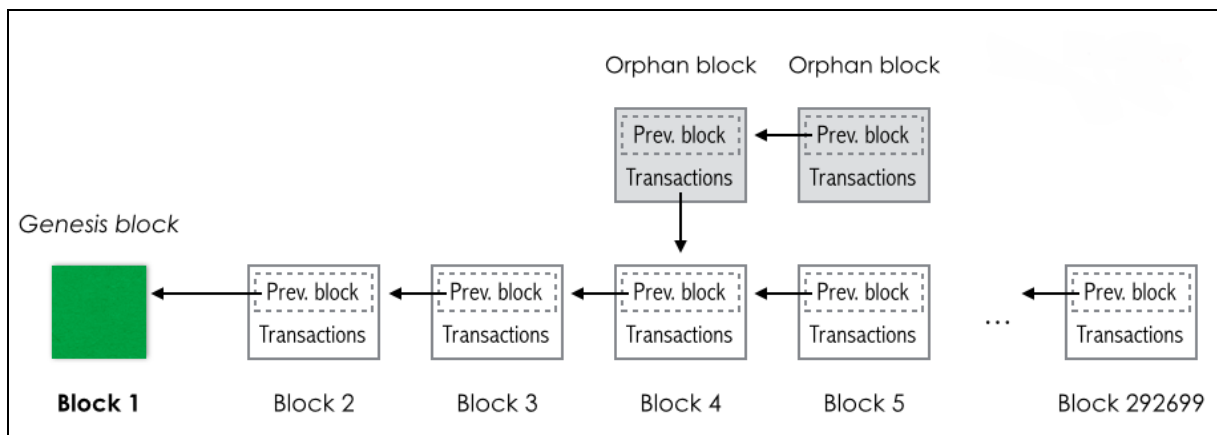 Orphan block Orphan block
Prev. block Prev. block
Transactions Transactions
Genesis block
Prev. block Prev. block Prev. block Prev. block Prev. block
Transactions Transactions Transactions Transactions ... Transactions
Block 1 Block 2 Block 3 Block 4 Block 5 Block 292699